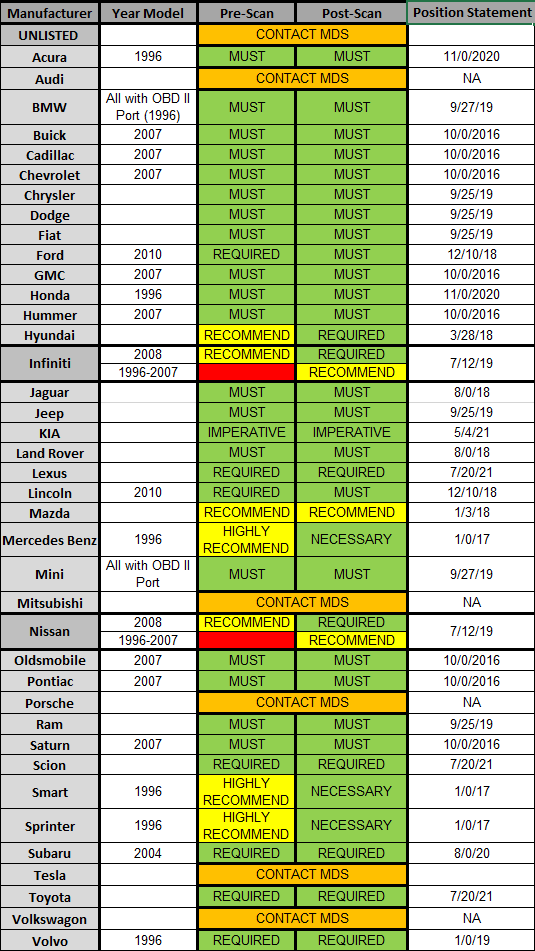 Manufacturer Year Model Pre-Scan Post-Scan Position Statement
UNLISTED CONTACT MDS
Acura 1996 MUST MUST 11/0/2020
Audi CONTACT MDS NA
BMW All with OBD II Port (1996) MUST MUST 9/27/19
Buick 2007 MUST MUST 10/0/2016
Cadillac 2007 MUST MUST 10/0/2016
Chevrolet 2007 MUST MUST 10/0/2016
Chrysler MUST MUST 9/25/19
Dodge MUST MUST 9/25/19
Fiat MUST MUST 9/25/19
Ford 2010 REQUIRED MUST 12/10/18
GMC 2007 MUST MUST 10/0/2016
Honda 1996 MUST MUST 11/0/2020
Hummer 2007 MUST MUST 10/0/2016
Hyundai RECOMMEND REQUIRED 3/28/18
Infiniti 2008 RECOMMEND REQUIRED 7/12/19
1996-2007 RECOMMEND
Jaguar MUST MUST 8/0/18
Jeep MUST MUST 9/25/19
KIA IMPERATIVE IMPERATIVE 5/4/21
Land Rover MUST MUST 8/0/18
Lexus REQUIRED REQUIRED 7/20/21
Lincoln 2010 REQUIRED MUST 12/10/18
Mazda RECOMMEND RECOMMEND 1/3/18
Mercedes Benz 1996 HIGHLY RECOMMEND NECESSARY 1/0/17
Mini All with OBD II Port MUST MUST 9/27/19
Mitsubishi CONTACT MDS NA
Nissan 2008 RECOMMEND REQUIRED 7/12/19
1996-2007 RECOMMEND
Oldsmobile 2007 MUST MUST 10/0/2016
Pontiac 2007 MUST MUST 10/0/2016
Porsche CONTACT MDS NA
Ram MUST MUST 9/25/19
Saturn 2007 MUST MUST 10/0/2016
Scion REQUIRED REQUIRED 7/20/21
Smart 1996 HIGHLY RECOMMEND NECESSARY 1/0/17
Sprinter 1996 HIGHLY RECOMMEND NECESSARY 1/0/17
Subaru 2004 REQUIRED REQUIRED 8/0/20
Tesla CONTACT MDS
Toyota REQUIRED REQUIRED 7/20/21
Volkswagon CONTACT MDS NA
Volvo 1996 REQUIRED REQUIRED 1/0/19